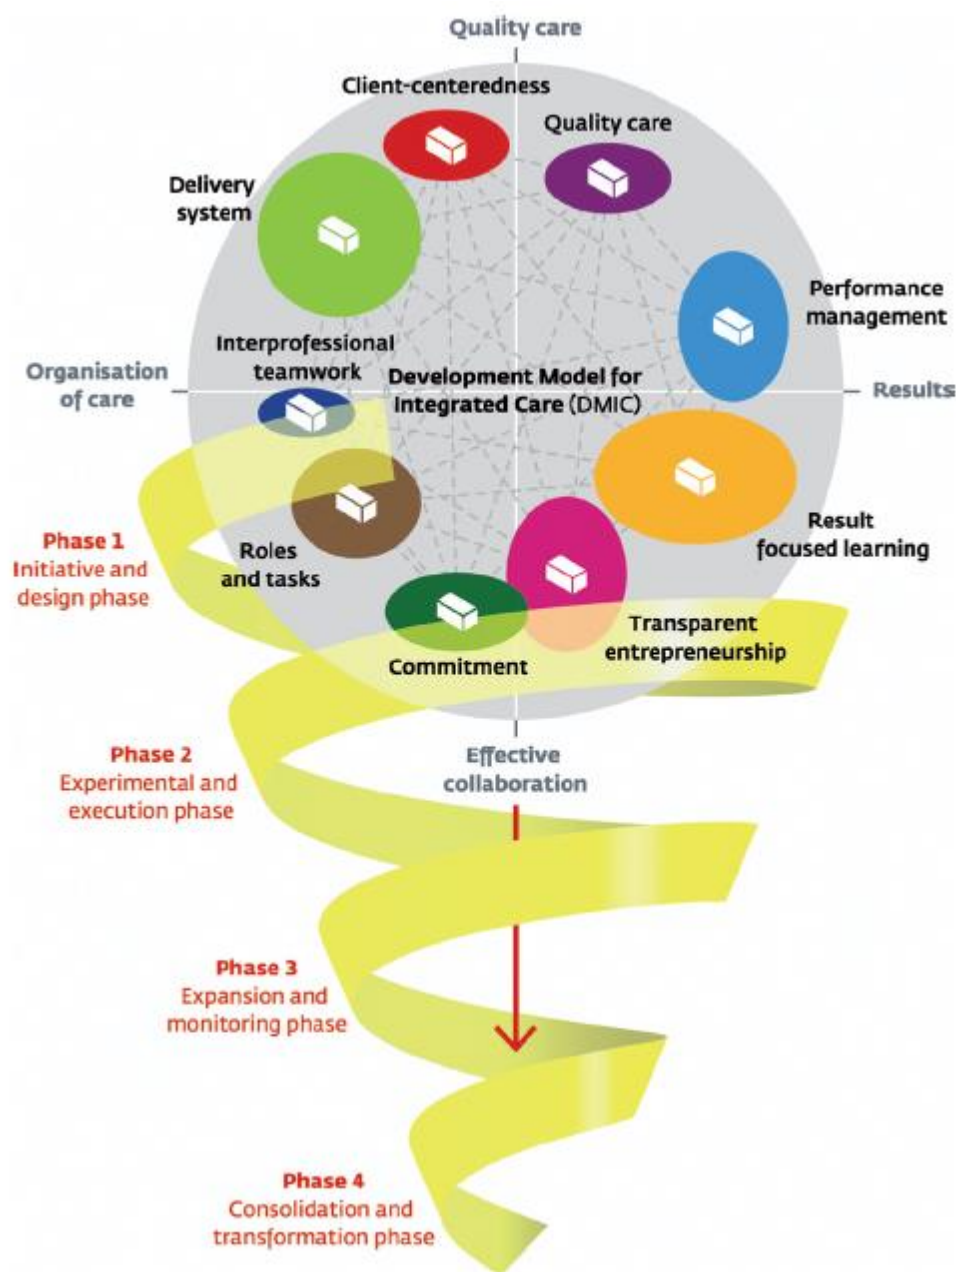 Quality care
Client-centeredness
Quality care
Delivery
system
Performance
management
Interprofessional
teamwork
Organisation
of care
Development Model for
Integrated Care (DMIC)
Results
Phase 1
Initiative and
design phase
Roles
and tasks
Result
focused learning
Transparent
entrepreneurship
Commitment
Effective
collaboration
Phase 2
Experimental and
execution phase
Phase 3
Expansion and
monitoring phase
Phase 4
Consolidation and
transformation phase